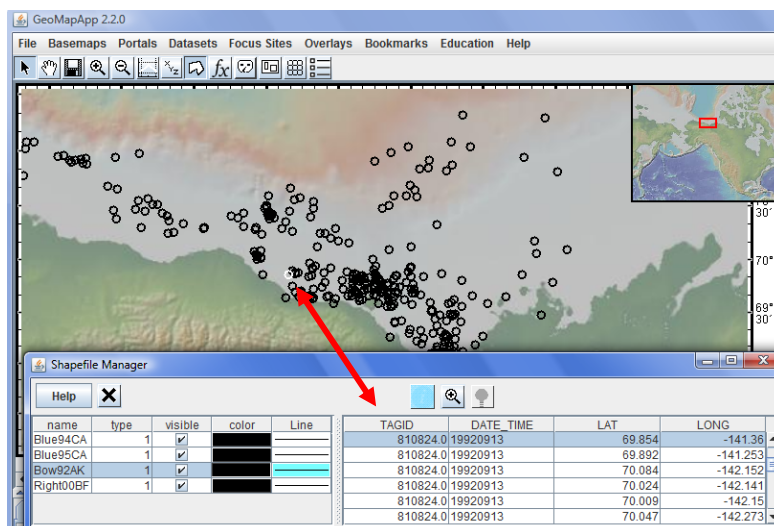 GeoMapApp 2.2.0
File Basemaps Portals Datasets Focus Sites Overlays Bookmarks Education Help
XYZ fx
30'
70°
69°
30'
Shapefile Manager
Help
name type visible color Line TAGID DATE_TIME LAT LONG
Blue94CA 1 810824.0 19920913 69.854 -141.36
Blue95CA 1 810824.0 19920913 69.892 -141.253
Bow92AK 1 810824.0 19920913 70.084 -142.152
Right00BF 1 810824.0 19920913 70.024 -142.141
810824.0 19920913 70.009 -142.15
810824.0 19920913 70.047 -142.273